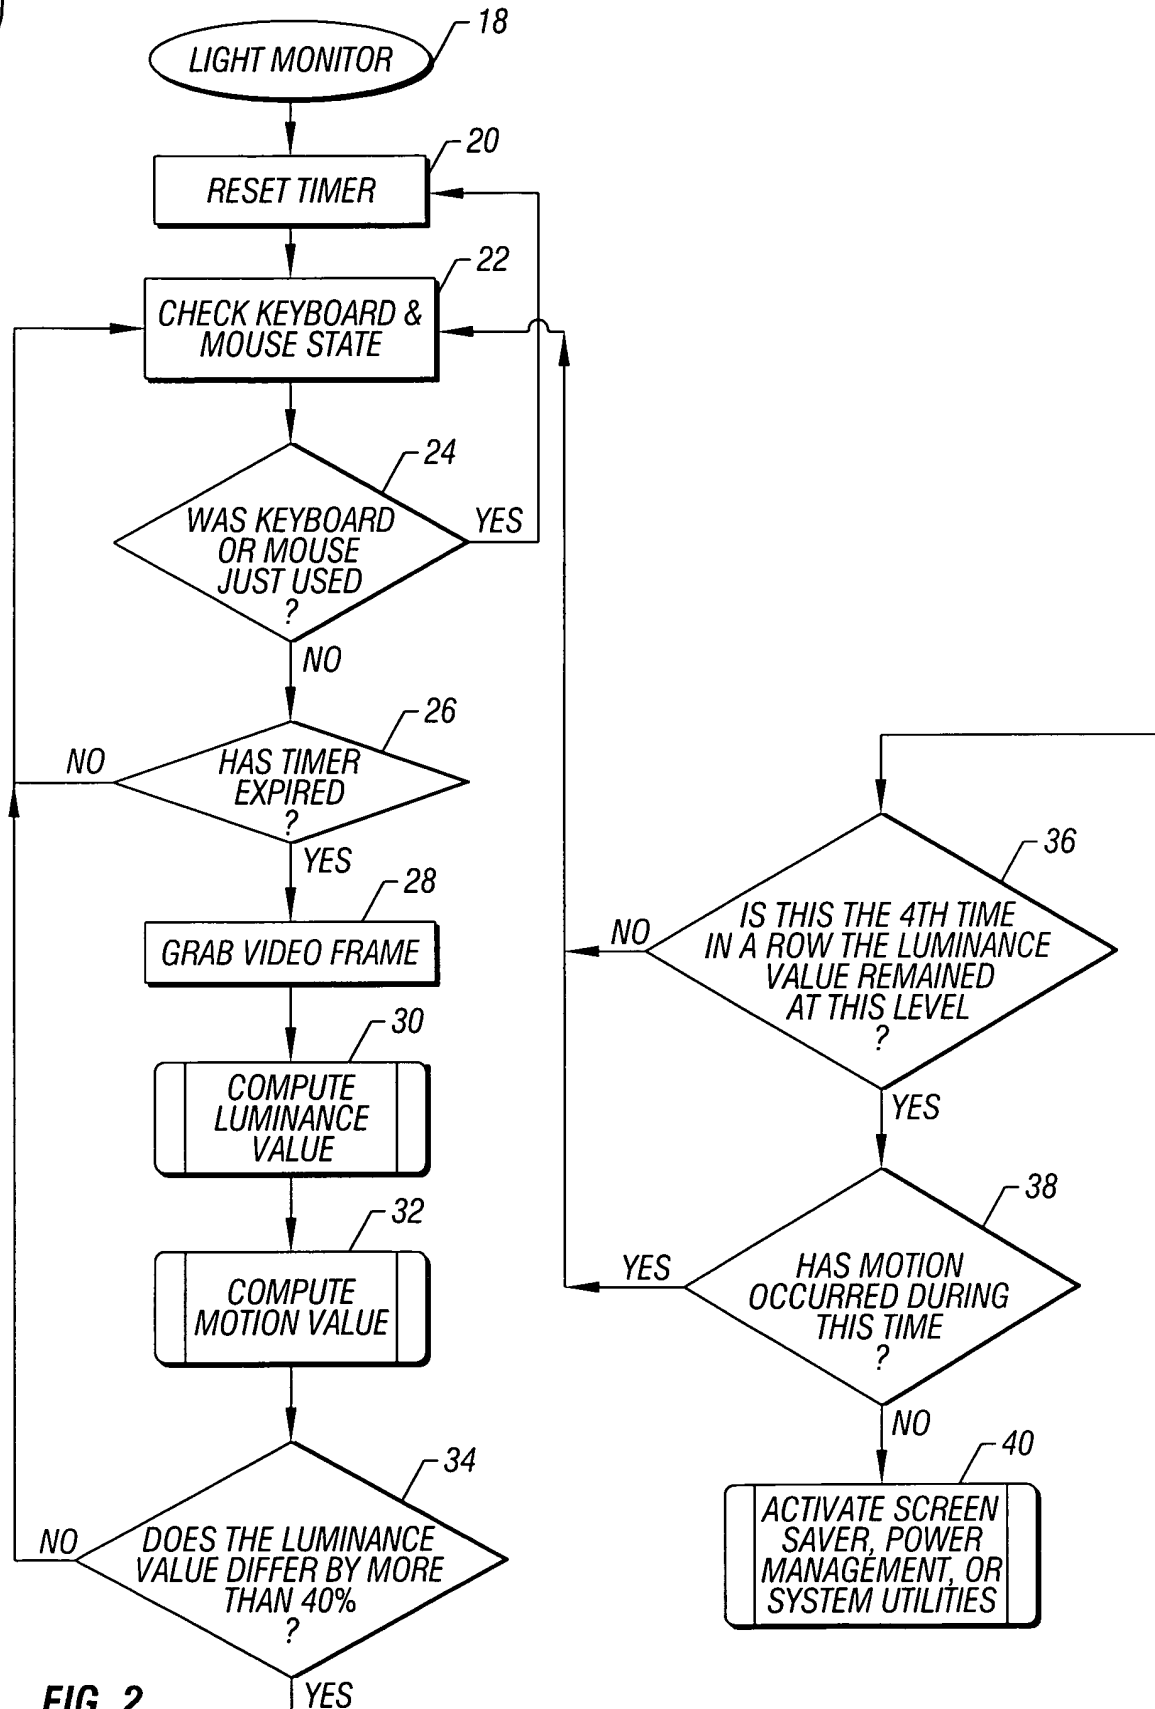 18
LIGHT MONITOR
20
RESET TIMER
22
CHECK KEYBOARD &
MOUSE STATE
24
WAS KEYBOARD
OR MOUSE
JUST USED
?
YES
NO
26
HAS TIMER
EXPIRED
?
NO
YES
28
GRAB VIDEO FRAME
30
COMPUTE
LUMINANCE
VALUE
32
COMPUTE
MOTION VALUE
34
DOES THE LUMINANCE
VALUE DIFFER BY MORE
THAN 40%
?
NO
YES
36
IS THIS THE 4TH TIME
IN A ROW THE LUMINANCE
VALUE REMAINED
AT THIS LEVEL
?
NO
YES
38
HAS MOTION
OCCURRED DURING
THIS TIME
?
YES
NO
40
ACTIVATE SCREEN
SAVER, POWER
MANAGEMENT, OR
SYSTEM UTILITIES
FIG. 2